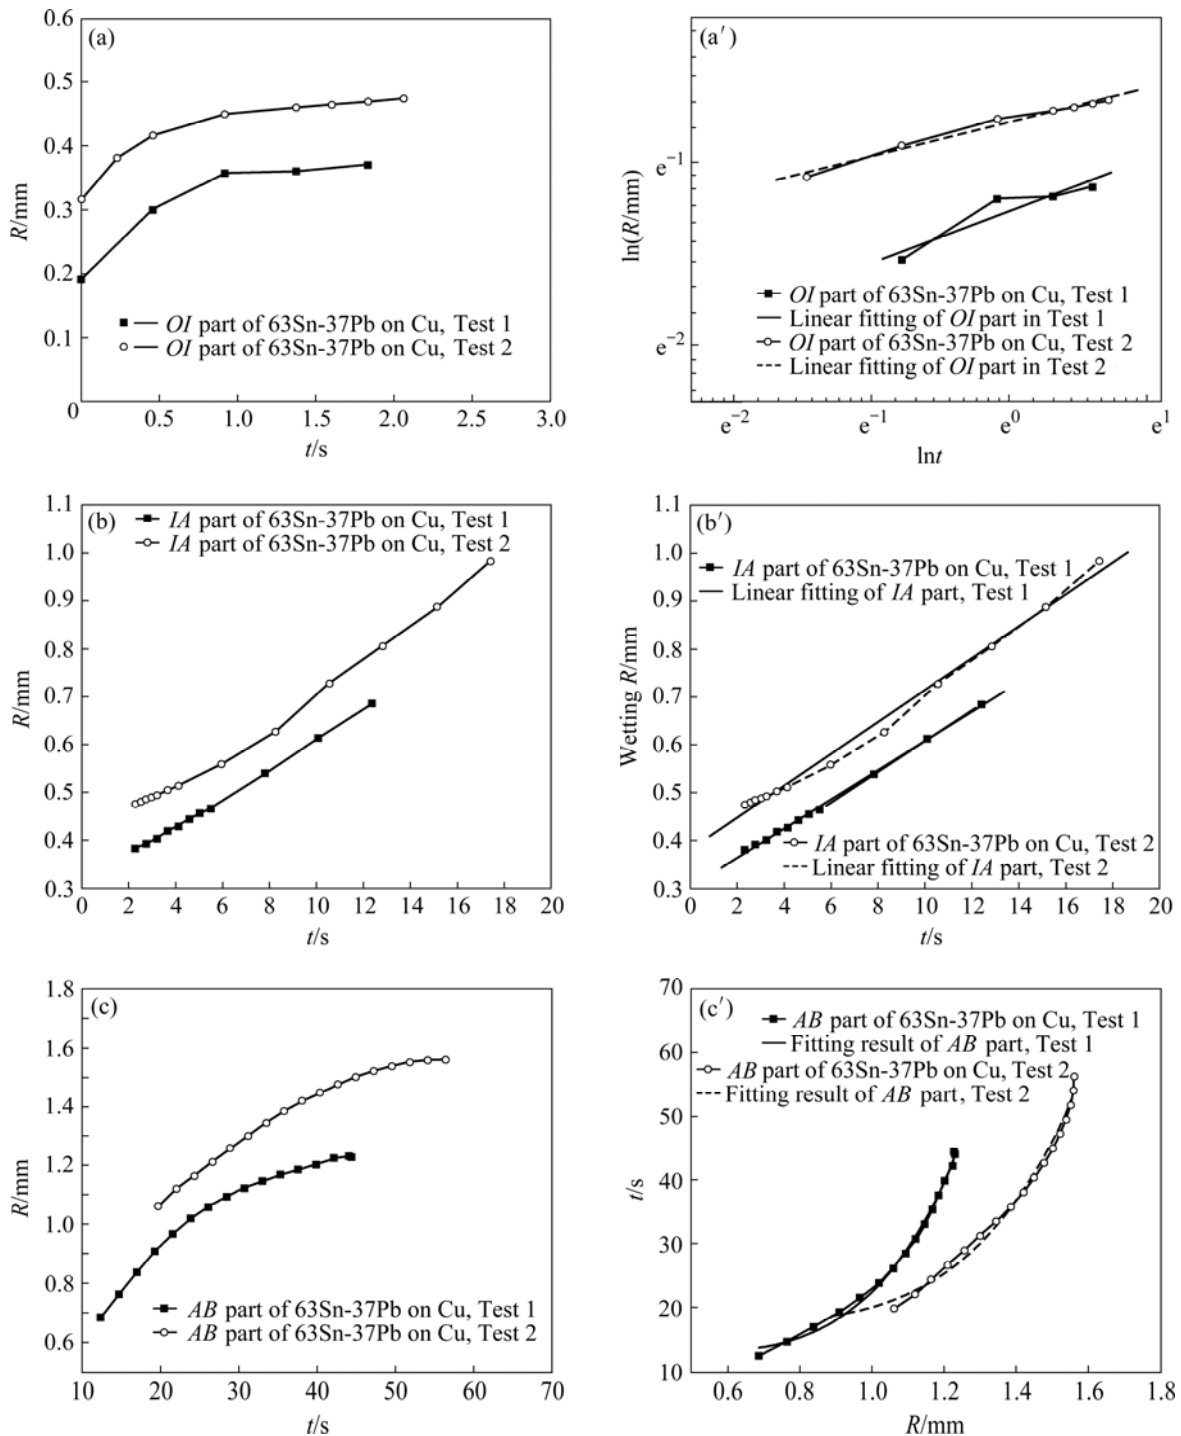 (a)
0.6
0.5
0.4
0.3
0.2
0.1
R/mm
OI part of 63Sn-37Pb on Cu, Test 1
OI part of 63Sn-37Pb on Cu, Test 2
0 0.5 1.0 1.5 2.0 2.5 3.0
t/s
(a′)
e⁻¹
e⁻²
ln(R/mm)
OI part of 63Sn-37Pb on Cu, Test 1
Linear fitting of OI part in Test 1
OI part of 63Sn-37Pb on Cu, Test 2
Linear fitting of OI part in Test 2
e⁻² e⁻¹ e⁰ e¹
lnt
(b)
1.1
1.0
0.9
0.8
0.7
0.6
0.5
0.4
0.3
R/mm
IA part of 63Sn-37Pb on Cu, Test 1
IA part of 63Sn-37Pb on Cu, Test 2
0 2 4 6 8 10 12 14 16 18 20
t/s
(b′)
1.1
1.0
0.9
0.8
0.7
0.6
0.5
0.4
0.3
Wetting R/mm
IA part of 63Sn-37Pb on Cu, Test 1
Linear fitting of IA part, Test 1
IA part of 63Sn-37Pb on Cu, Test 2
Linear fitting of IA part, Test 2
0 2 4 6 8 10 12 14 16 18 20
t/s
(c)
1.8
1.6
1.4
1.2
1.0
0.8
0.6
R/mm
AB part of 63Sn-37Pb on Cu, Test 1
AB part of 63Sn-37Pb on Cu, Test 2
10 20 30 40 50 60 70
t/s
(c′)
70
60
50
40
30
20
10
t/s
AB part of 63Sn-37Pb on Cu, Test 1
Fitting result of AB part, Test 1
AB part of 63Sn-37Pb on Cu, Test 2
Fitting result of AB part, Test 2
0.6 0.8 1.0 1.2 1.4 1.6 1.8
R/mm